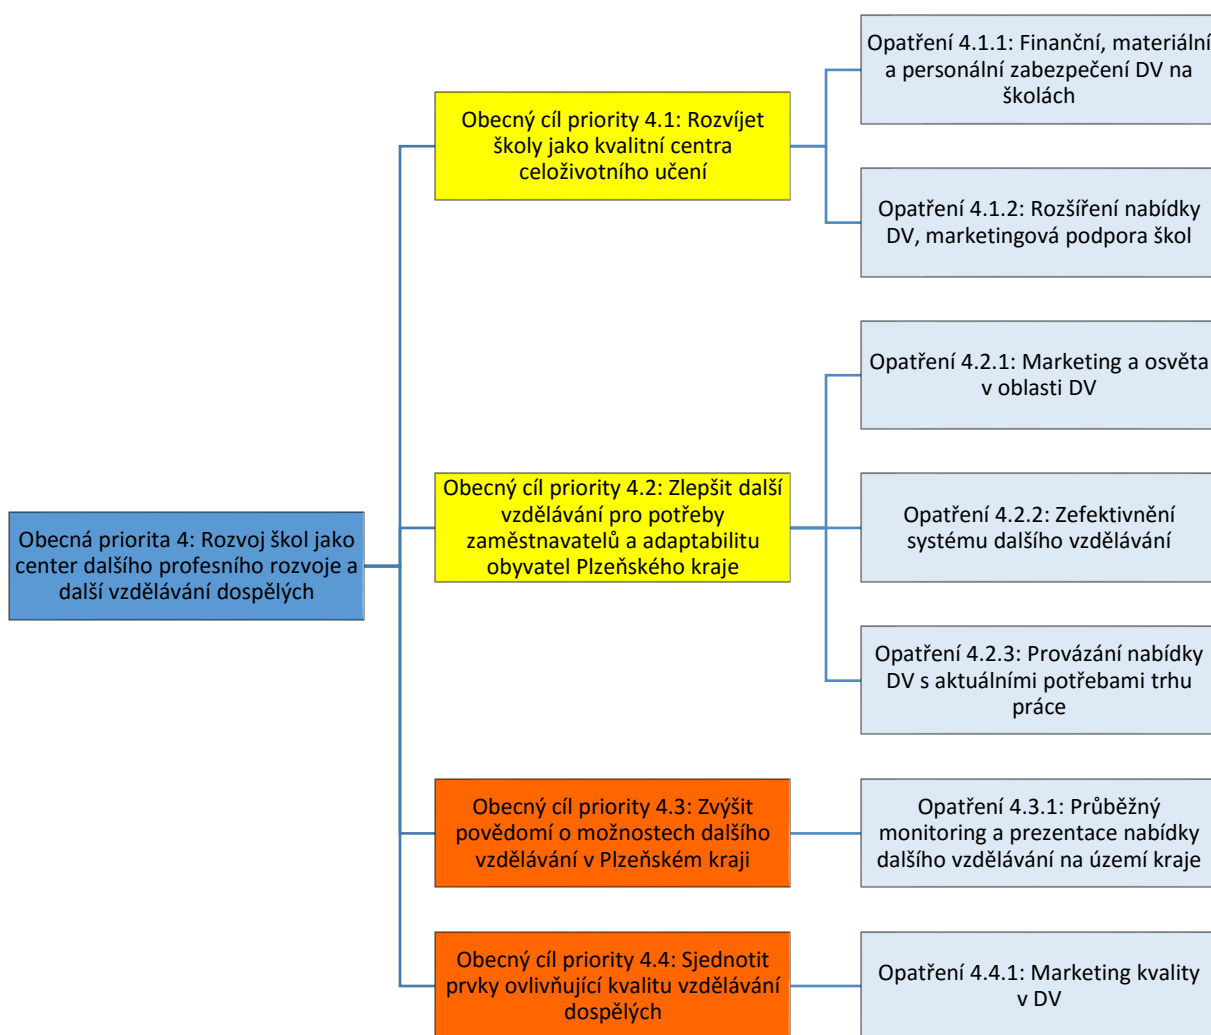 Obecná priorita 4: Rozvoj škol jako
center dalšího profesního rozvoje a
další vzdělávání dospělých
Obecný cíl priority 4.1: Rozvíjet
školy jako kvalitní centra
celoživotního učení
Opatření 4.1.1: Finanční, materiální
a personální zabezpečení DV na
školách
Opatření 4.1.2: Rozšíření nabídky
DV, marketingová podpora škol
Obecný cíl priority 4.2: Zlepšit další
vzdělávání pro potřeby
zaměstnavatelů a adaptabilitu
obyvatel Plzeňského kraje
Opatření 4.2.1: Marketing a osvěta
v oblasti DV
Opatření 4.2.2: Zefektivnění
systému dalšího vzdělávání
Opatření 4.2.3: Provázání nabídky
DV s aktuálními potřebami trhu
práce
Obecný cíl priority 4.3: Zvýšit
povědomí o možnostech dalšího
vzdělávání v Plzeňském kraji
Opatření 4.3.1: Průběžný
monitoring a prezentace nabídky
dalšího vzdělávání na území kraje
Obecný cíl priority 4.4: Sjednotit
prvky ovlivňující kvalitu vzdělávání
dospělých
Opatření 4.4.1: Marketing kvality
v DV